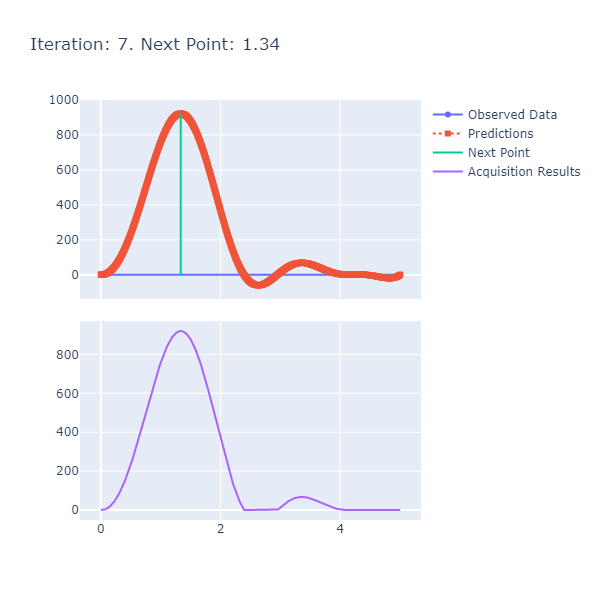 Iteration: 7. Next Point: 1.34
1000
800
600
400
200
0
Observed Data
Predictions
Next Point
Acquisition Results
800
600
400
200
0
0 2 4